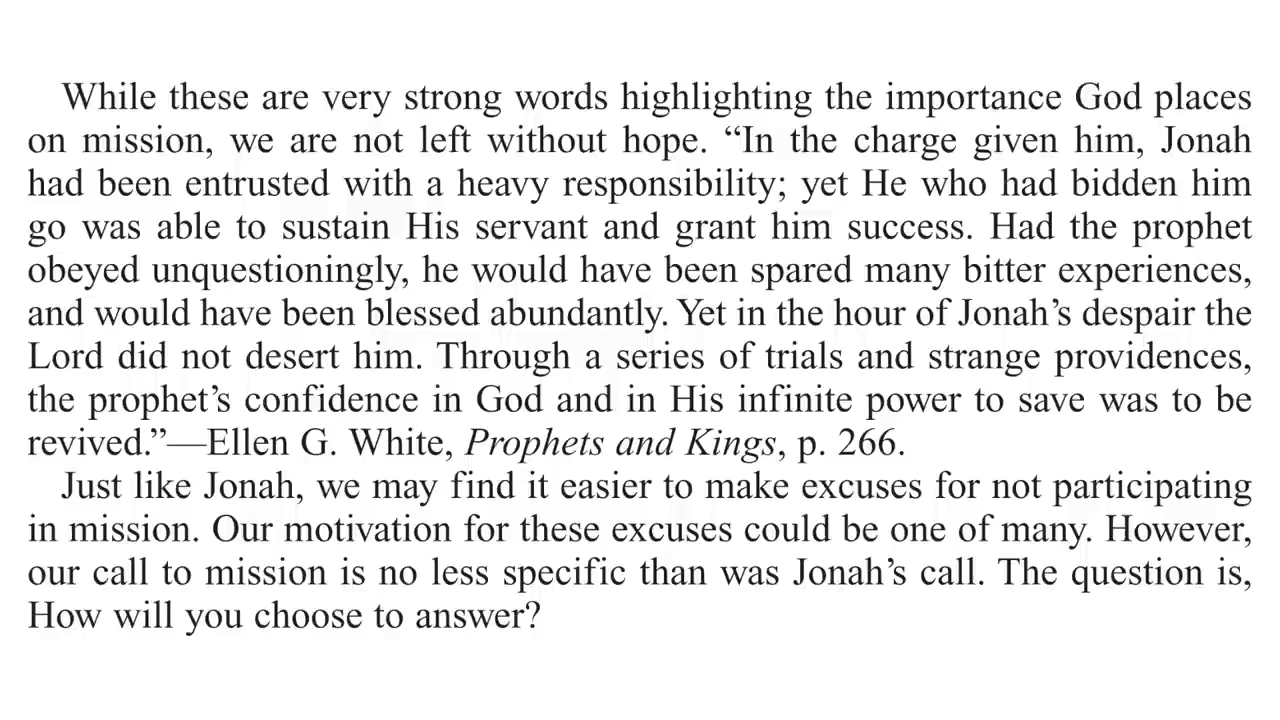 While these are very strong words highlighting the importance God places
on mission, we are not left without hope. “In the charge given him, Jonah
had been entrusted with a heavy responsibility; yet He who had bidden him
go was able to sustain His servant and grant him success. Had the prophet
obeyed unquestioningly, he would have been spared many bitter experiences,
and would have been blessed abundantly. Yet in the hour of Jonah’s despair the
Lord did not desert him. Through a series of trials and strange providences,
the prophet’s confidence in God and in His infinite power to save was to be
revived.”—Ellen G. White, Prophets and Kings, p. 266.
Just like Jonah, we may find it easier to make excuses for not participating
in mission. Our motivation for these excuses could be one of many. However,
our call to mission is no less specific than was Jonah’s call. The question is,
How will you choose to answer?